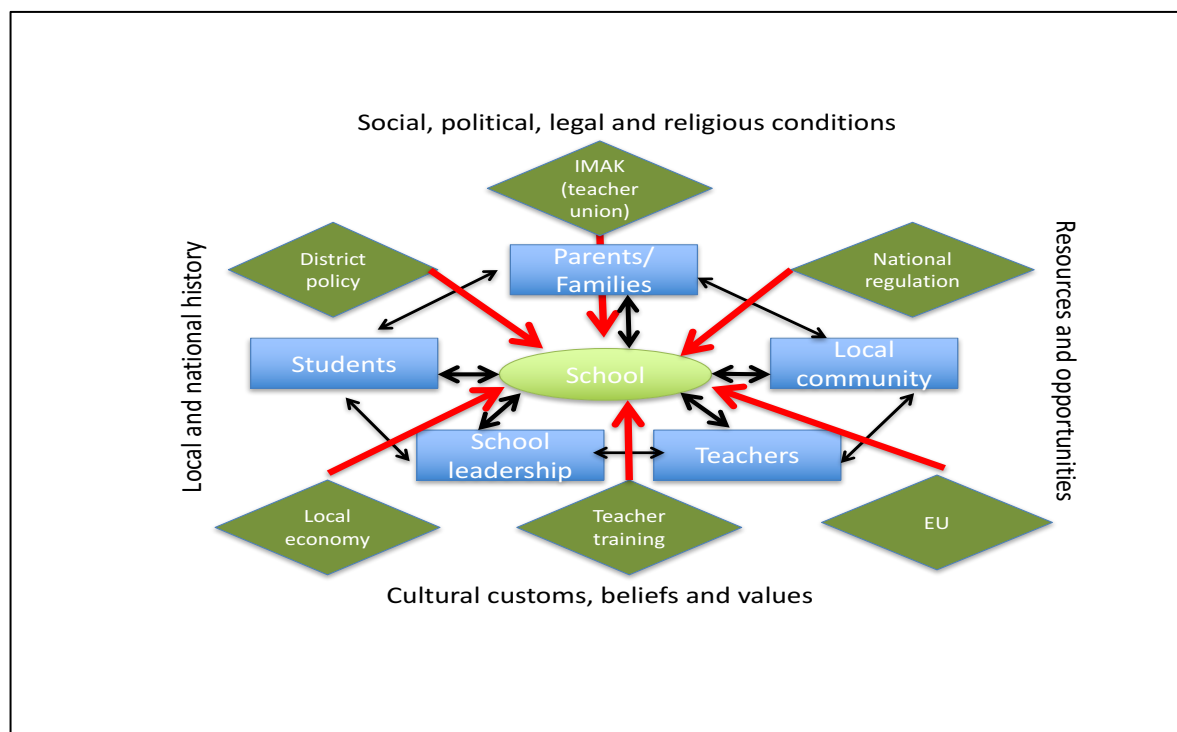 Social, political, legal and religious conditions
IMAK
(teacher
union)
District
policy
Parents/
Families
National
regulation
Local and national history
Resources and opportunities
Students
School
Local
community
School
leadership
Teachers
Local
economy
Teacher
training
EU
Cultural customs, beliefs and values